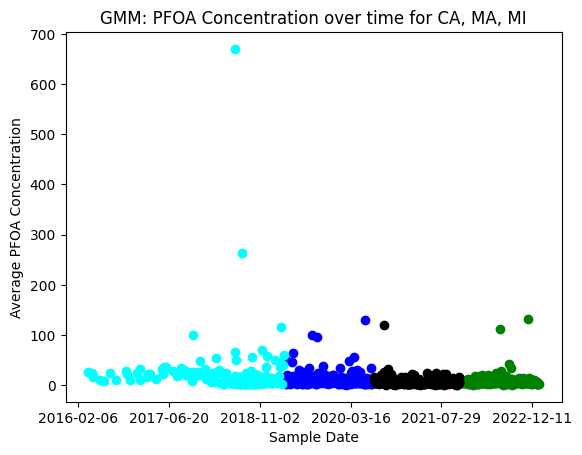 GMM: PFOA Concentration over time for CA, MA, MI
700
600
500
400
300
200
100
0
Average PFOA Concentration
2016-02-06 2017-06-20 2018-11-02 2020-03-16 2021-07-29 2022-12-11
Sample Date